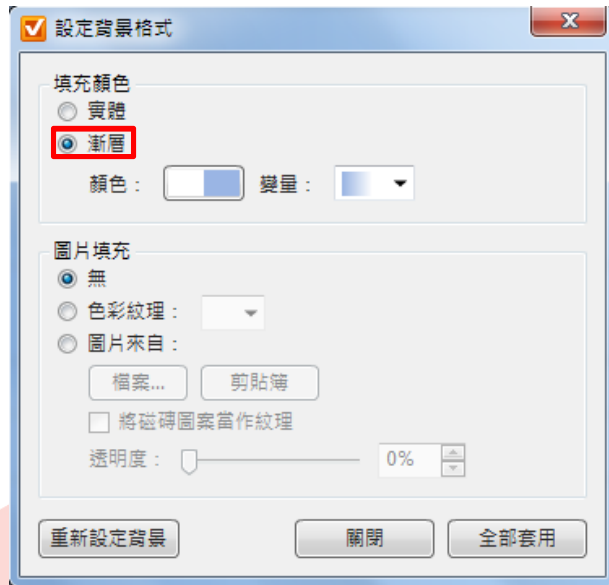 設定背景格式
填充顏色
實體
漸層
顏色： 變量：
圖片填充
無
色彩紋理：
圖片來自：
檔案... 剪貼簿
將磁磚圖案當作紋理
透明度： 0%
重新設定背景 關閉 全部套用